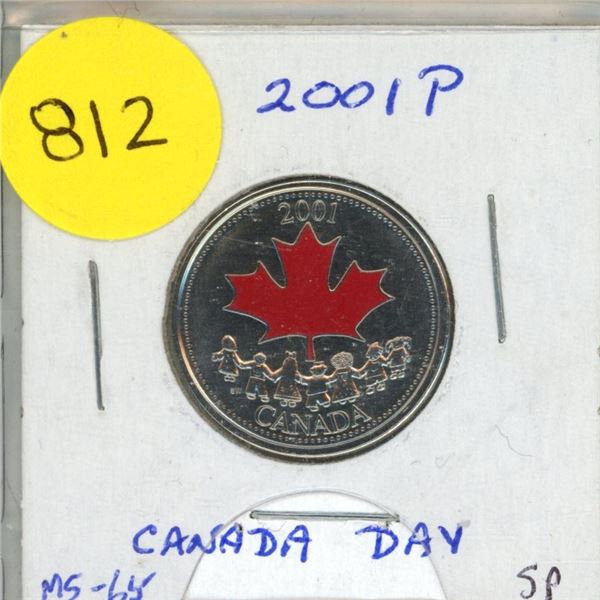 812
2001P
2001
CANADA
CANADA DAY
MS-65
SP